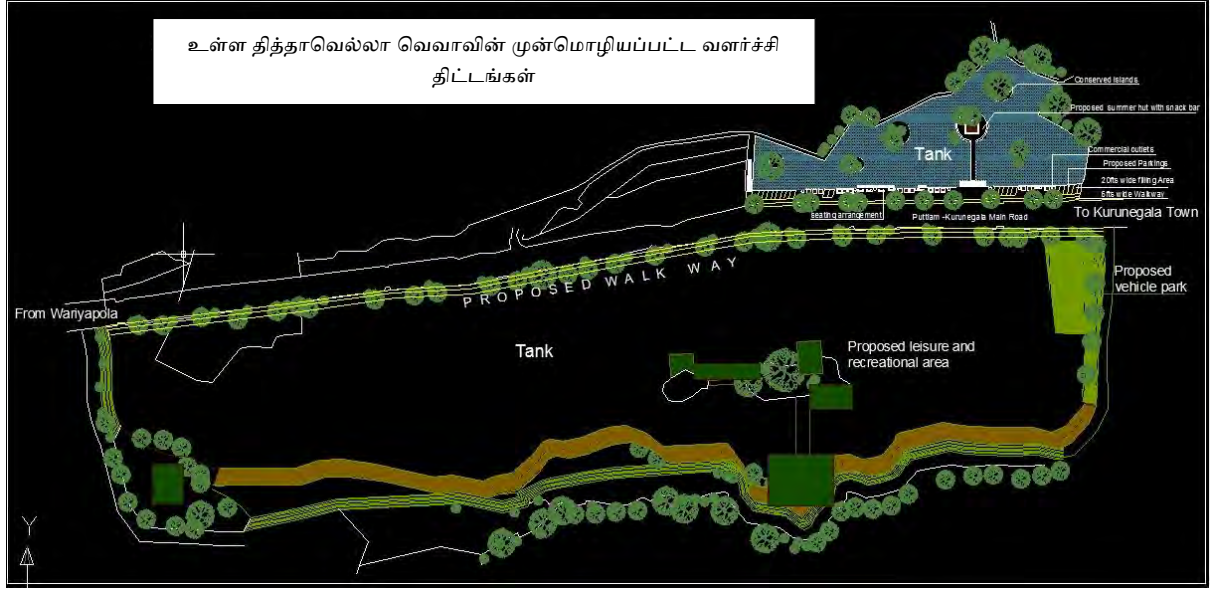 உள்ள தித்தாவெல்லா வெவாவின் முன்மொழியப்பட்ட வளர்ச்சி
திட்டங்கள்
Conserved Islands
Proposed summer hut with snack bar
Tank
Commercial outlets
Proposed Parkings
20fts wide filling Area
6fts wide Walkway
seating arrangement
Puttlam -Kurunegala Main Road
To Kurunegala Town
PROPOSED WALK WAY
Proposed
vehicle park
From Wariyapola
Tank
Proposed leisure and
recreational area
Y